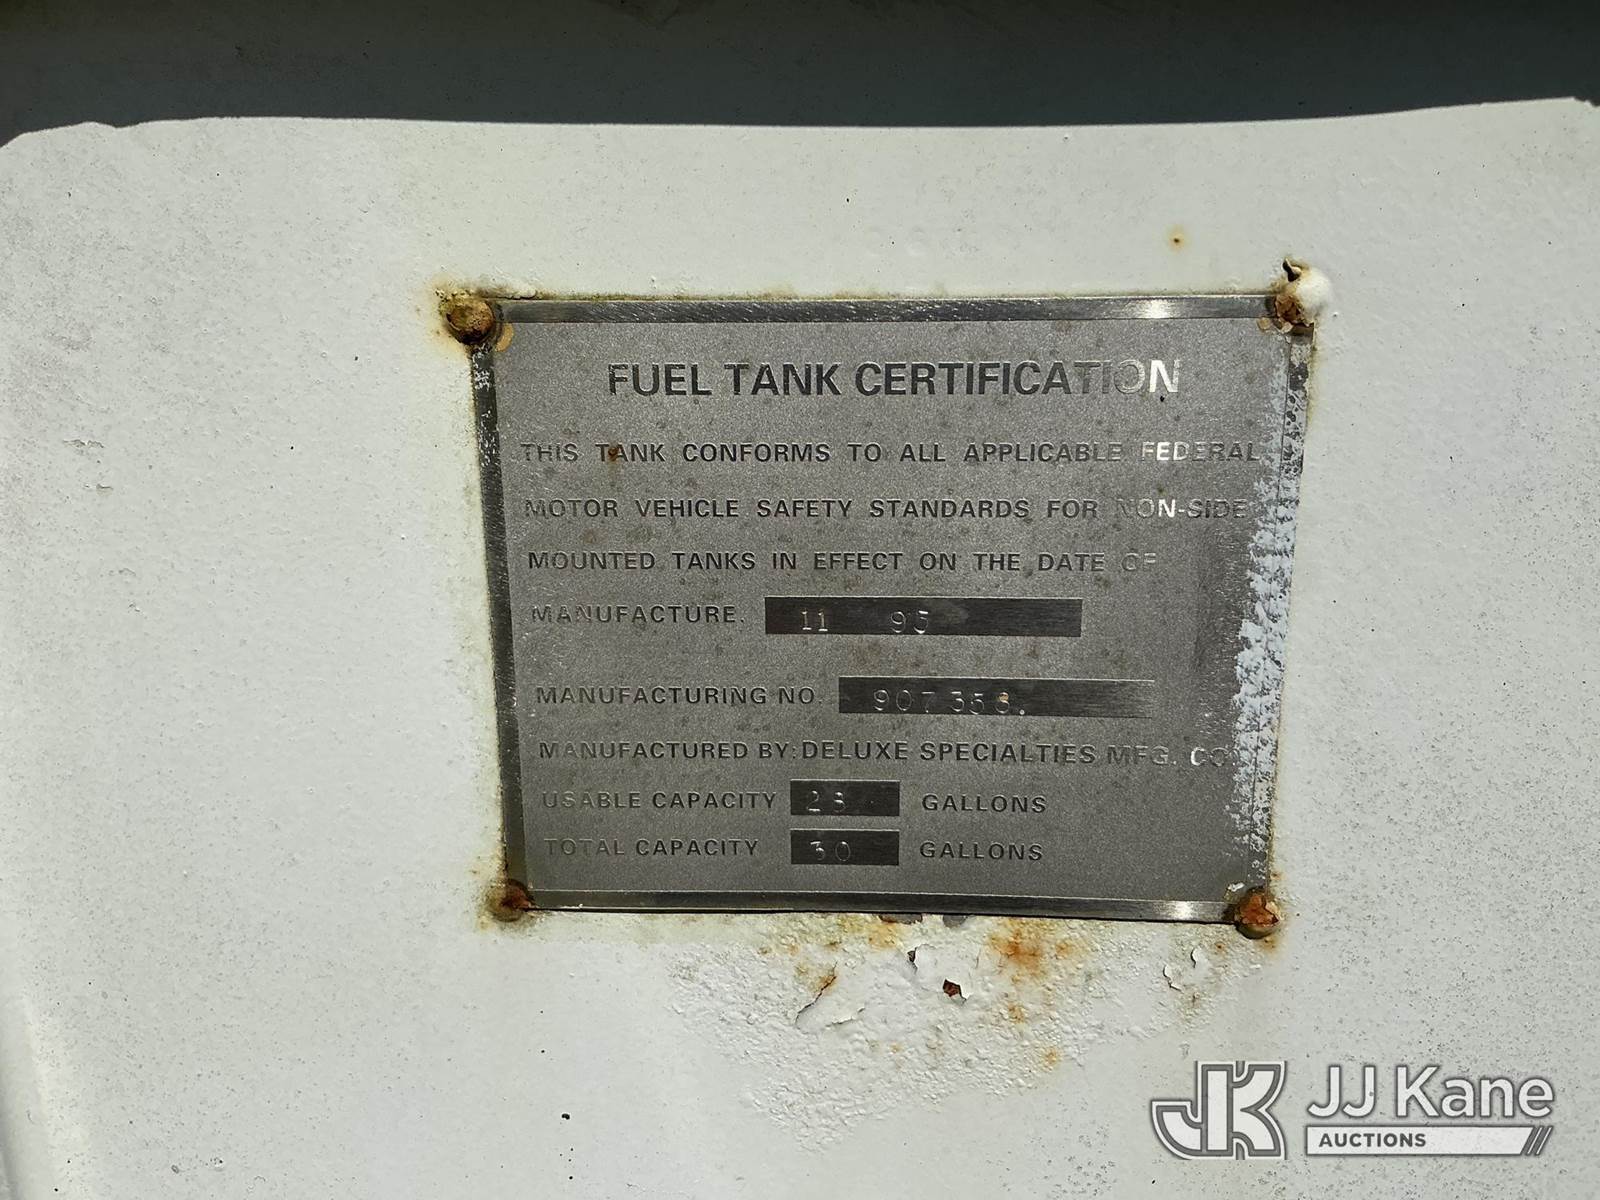 FUEL TANK CERTIFICATION
THIS TANK CONFORMS TO ALL APPLICABLE FEDERAL
MOTOR VEHICLE SAFETY STANDARDS FOR NON-SIDE
MOUNTED TANKS IN EFFECT ON THE DATE OF
MANUFACTURE. 11 95
MANUFACTURING NO. 907358.
MANUFACTURED BY: DELUXE SPECIALTIES MFG. CO.
USABLE CAPACITY 28 GALLONS
TOTAL CAPACITY 30 GALLONS
JK JJ Kane
AUCTIONS